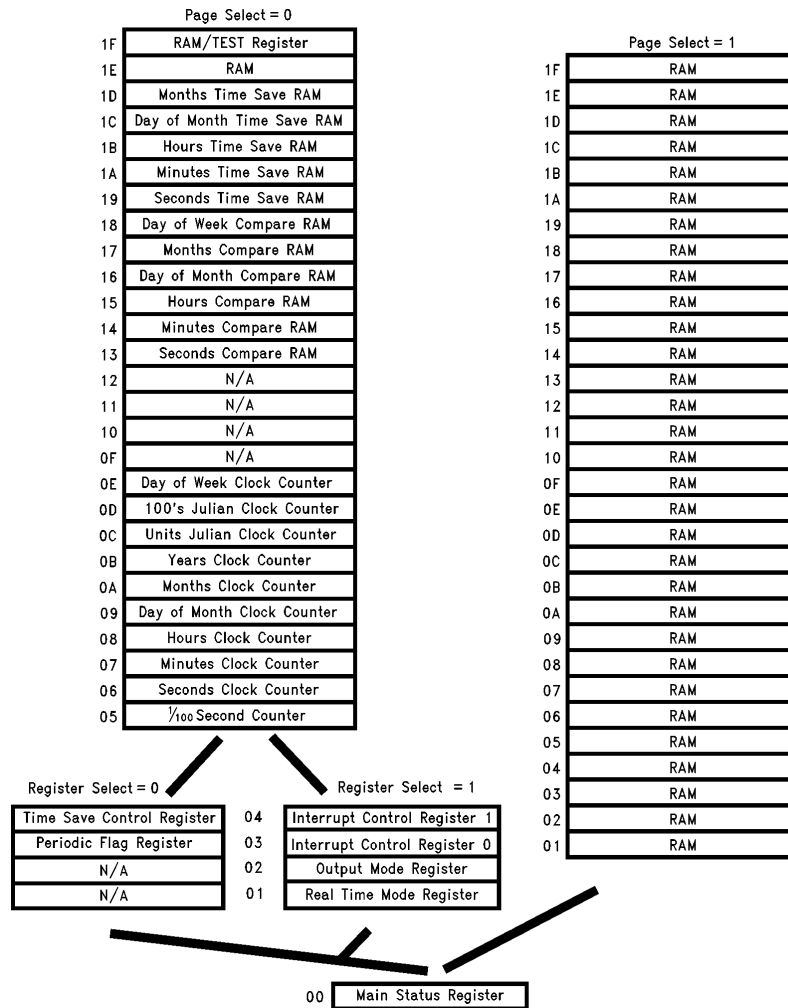 Page Select = 0
1F RAM/TEST Register
1E RAM
1D Months Time Save RAM
1C Day of Month Time Save RAM
1B Hours Time Save RAM
1A Minutes Time Save RAM
19 Seconds Time Save RAM
18 Day of Week Compare RAM
17 Months Compare RAM
16 Day of Month Compare RAM
15 Hours Compare RAM
14 Minutes Compare RAM
13 Seconds Compare RAM
12 N/A
11 N/A
10 N/A
0F N/A
0E Day of Week Clock Counter
0D 100's Julian Clock Counter
0C Units Julian Clock Counter
0B Years Clock Counter
0A Months Clock Counter
09 Day of Month Clock Counter
08 Hours Clock Counter
07 Minutes Clock Counter
06 Seconds Clock Counter
05 1/100 Second Counter
Page Select = 1
1F RAM
1E RAM
1D RAM
1C RAM
1B RAM
1A RAM
19 RAM
18 RAM
17 RAM
16 RAM
15 RAM
14 RAM
13 RAM
12 RAM
11 RAM
10 RAM
0F RAM
0E RAM
0D RAM
0C RAM
0B RAM
0A RAM
09 RAM
08 RAM
07 RAM
06 RAM
05 RAM
04 RAM
03 RAM
02 RAM
01 RAM
Register Select = 0 Register Select = 1
Time Save Control Register 04 Interrupt Control Register 1
Periodic Flag Register 03 Interrupt Control Register 0
N/A 02 Output Mode Register
N/A 01 Real Time Mode Register
00 Main Status Register